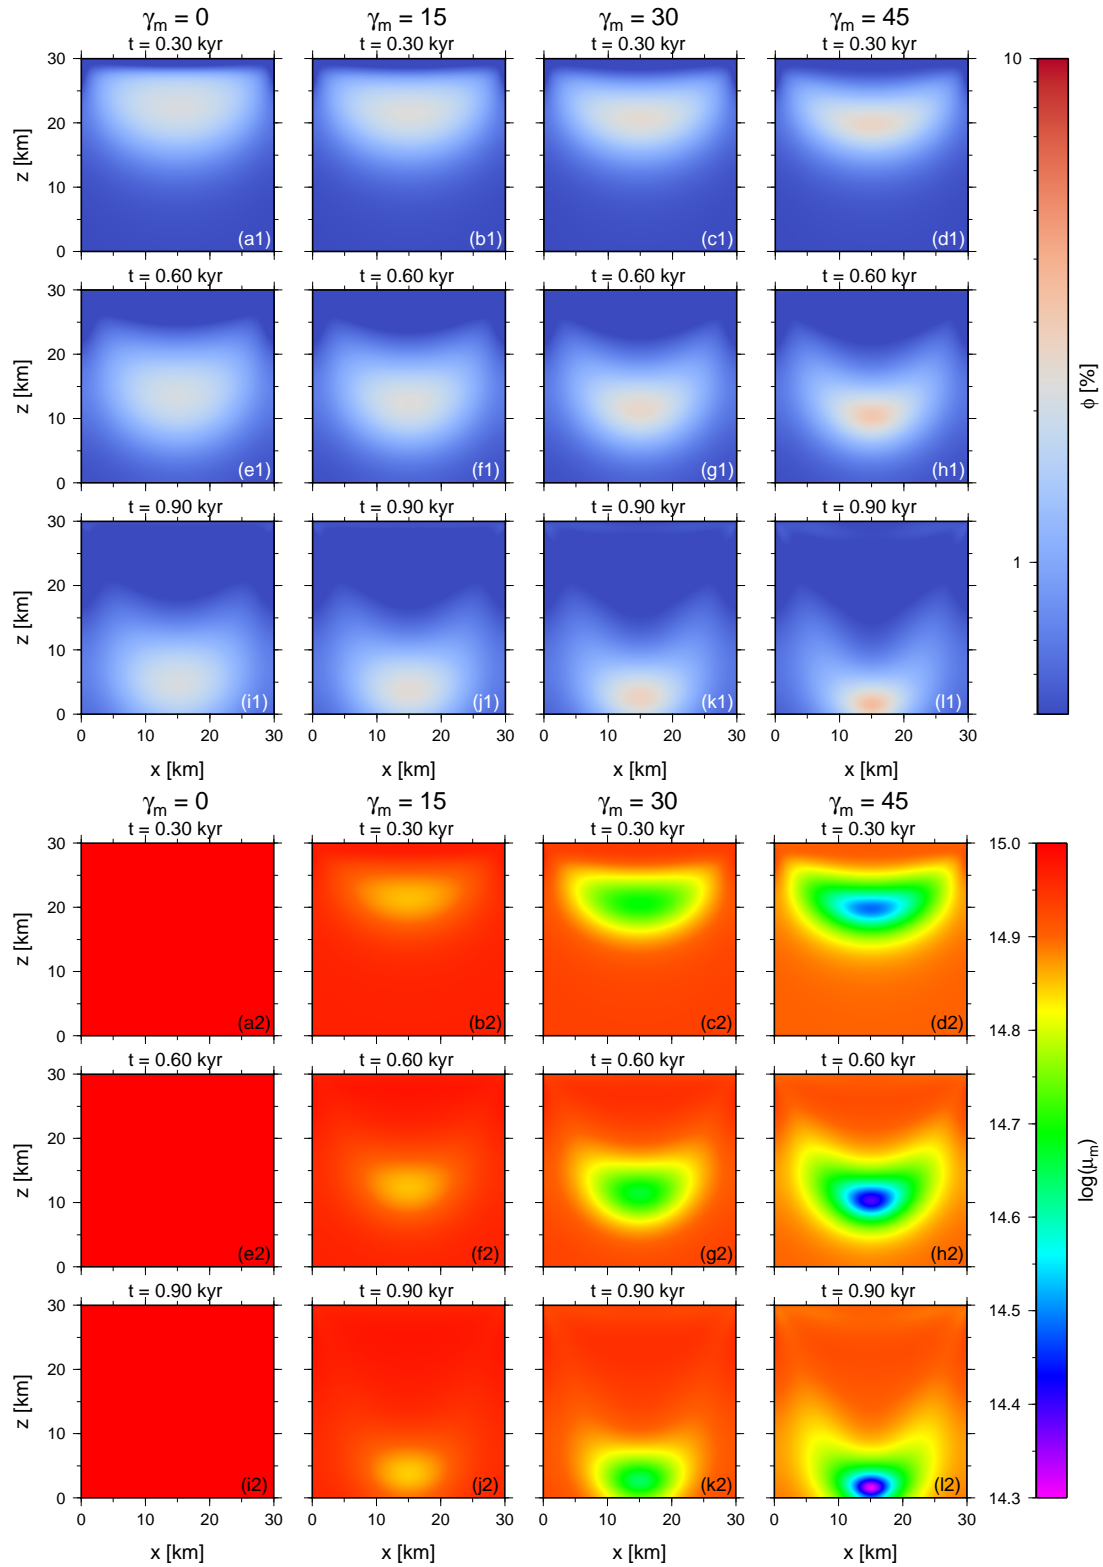 γm = 0 γm = 15 γm = 30 γm = 45
t = 0.30 kyr t = 0.30 kyr t = 0.30 kyr t = 0.30 kyr
30 10
20
z [km]
10
0
(a1) (b1) (c1) (d1)
t = 0.60 kyr t = 0.60 kyr t = 0.60 kyr t = 0.60 kyr
30
20
z [km] ϕ [%]
10
0
(e1) (f1) (g1) (h1)
t = 0.90 kyr t = 0.90 kyr t = 0.90 kyr t = 0.90 kyr
30
1
20
z [km]
10
0
(i1) (j1) (k1) (l1)
0 10 20 30 0 10 20 30 0 10 20 30 0 10 20 30
x [km] x [km] x [km] x [km]
γm = 0 γm = 15 γm = 30 γm = 45
t = 0.30 kyr t = 0.30 kyr t = 0.30 kyr t = 0.30 kyr
30 15.0
20
z [km]
14.9
10
0
(a2) (b2) (c2) (d2)
14.8
t = 0.60 kyr t = 0.60 kyr t = 0.60 kyr t = 0.60 kyr
30
14.7
20
z [km] log(μm)
10
14.6
0
(e2) (f2) (g2) (h2)
t = 0.90 kyr t = 0.90 kyr t = 0.90 kyr t = 0.90 kyr
30 14.5
20
z [km]
14.4
10
0 14.3
(i2) (j2) (k2) (l2)
0 10 20 30 0 10 20 30 0 10 20 30 0 10 20 30
x [km] x [km] x [km] x [km]